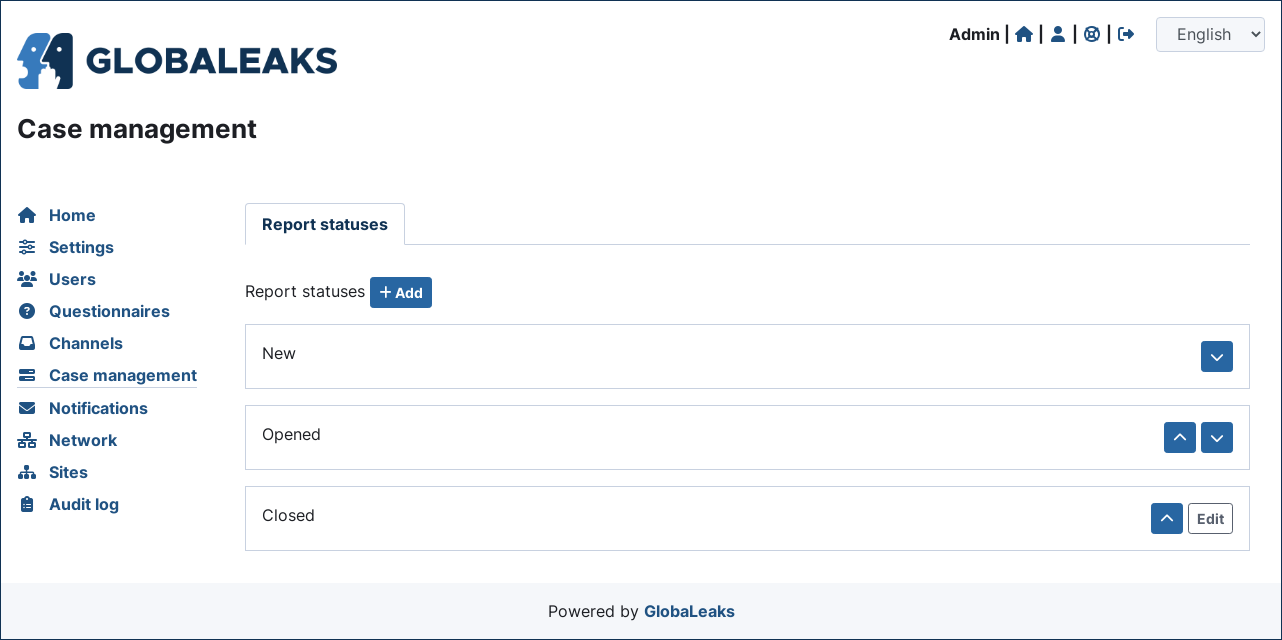 Admin | | | |
English
GLOBALEAKS
Case management
Home
Settings
Users
Questionnaires
Channels
Case management
Notifications
Network
Sites
Audit log
Report statuses
Report statuses + Add
New
Opened
Closed
Edit
Powered by GlobaLeaks